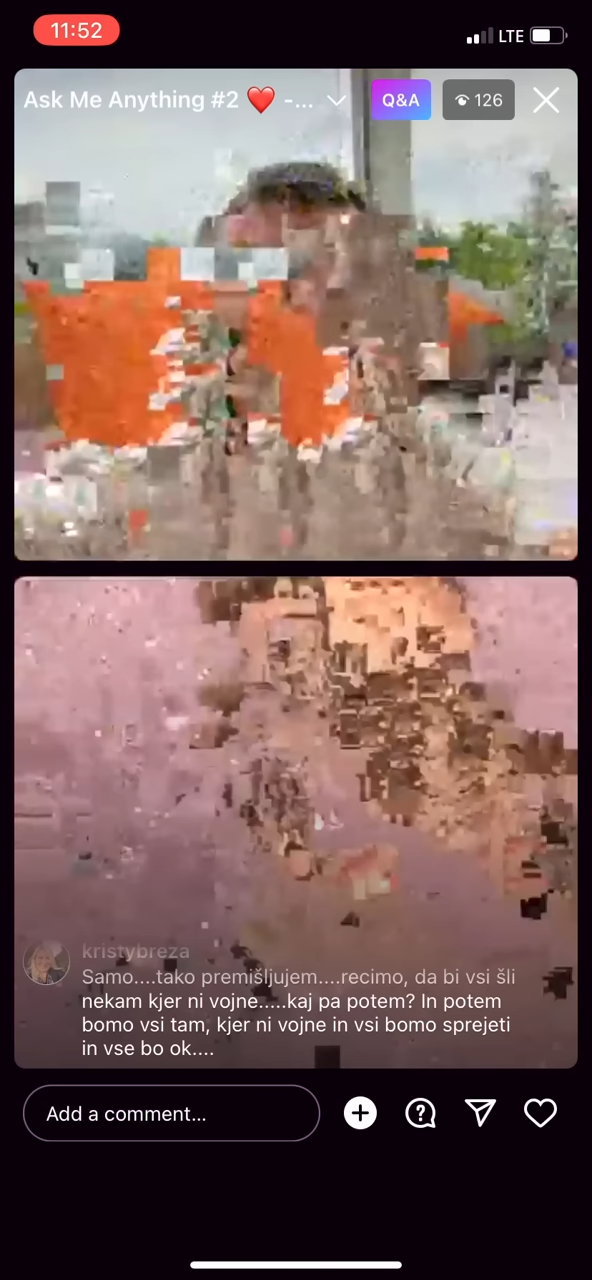 11:52
LTE
Ask Me Anything #2 ❤️ -...
Q&A
126
kristybreza
Samo....tako premišljujem....recimo, da bi vsi šli
nekam kjer ni vojne.....kaj pa potem? In potem
bomo vsi tam, kjer ni vojne in vsi bomo sprejeti
in vse bo ok....
Add a comment...